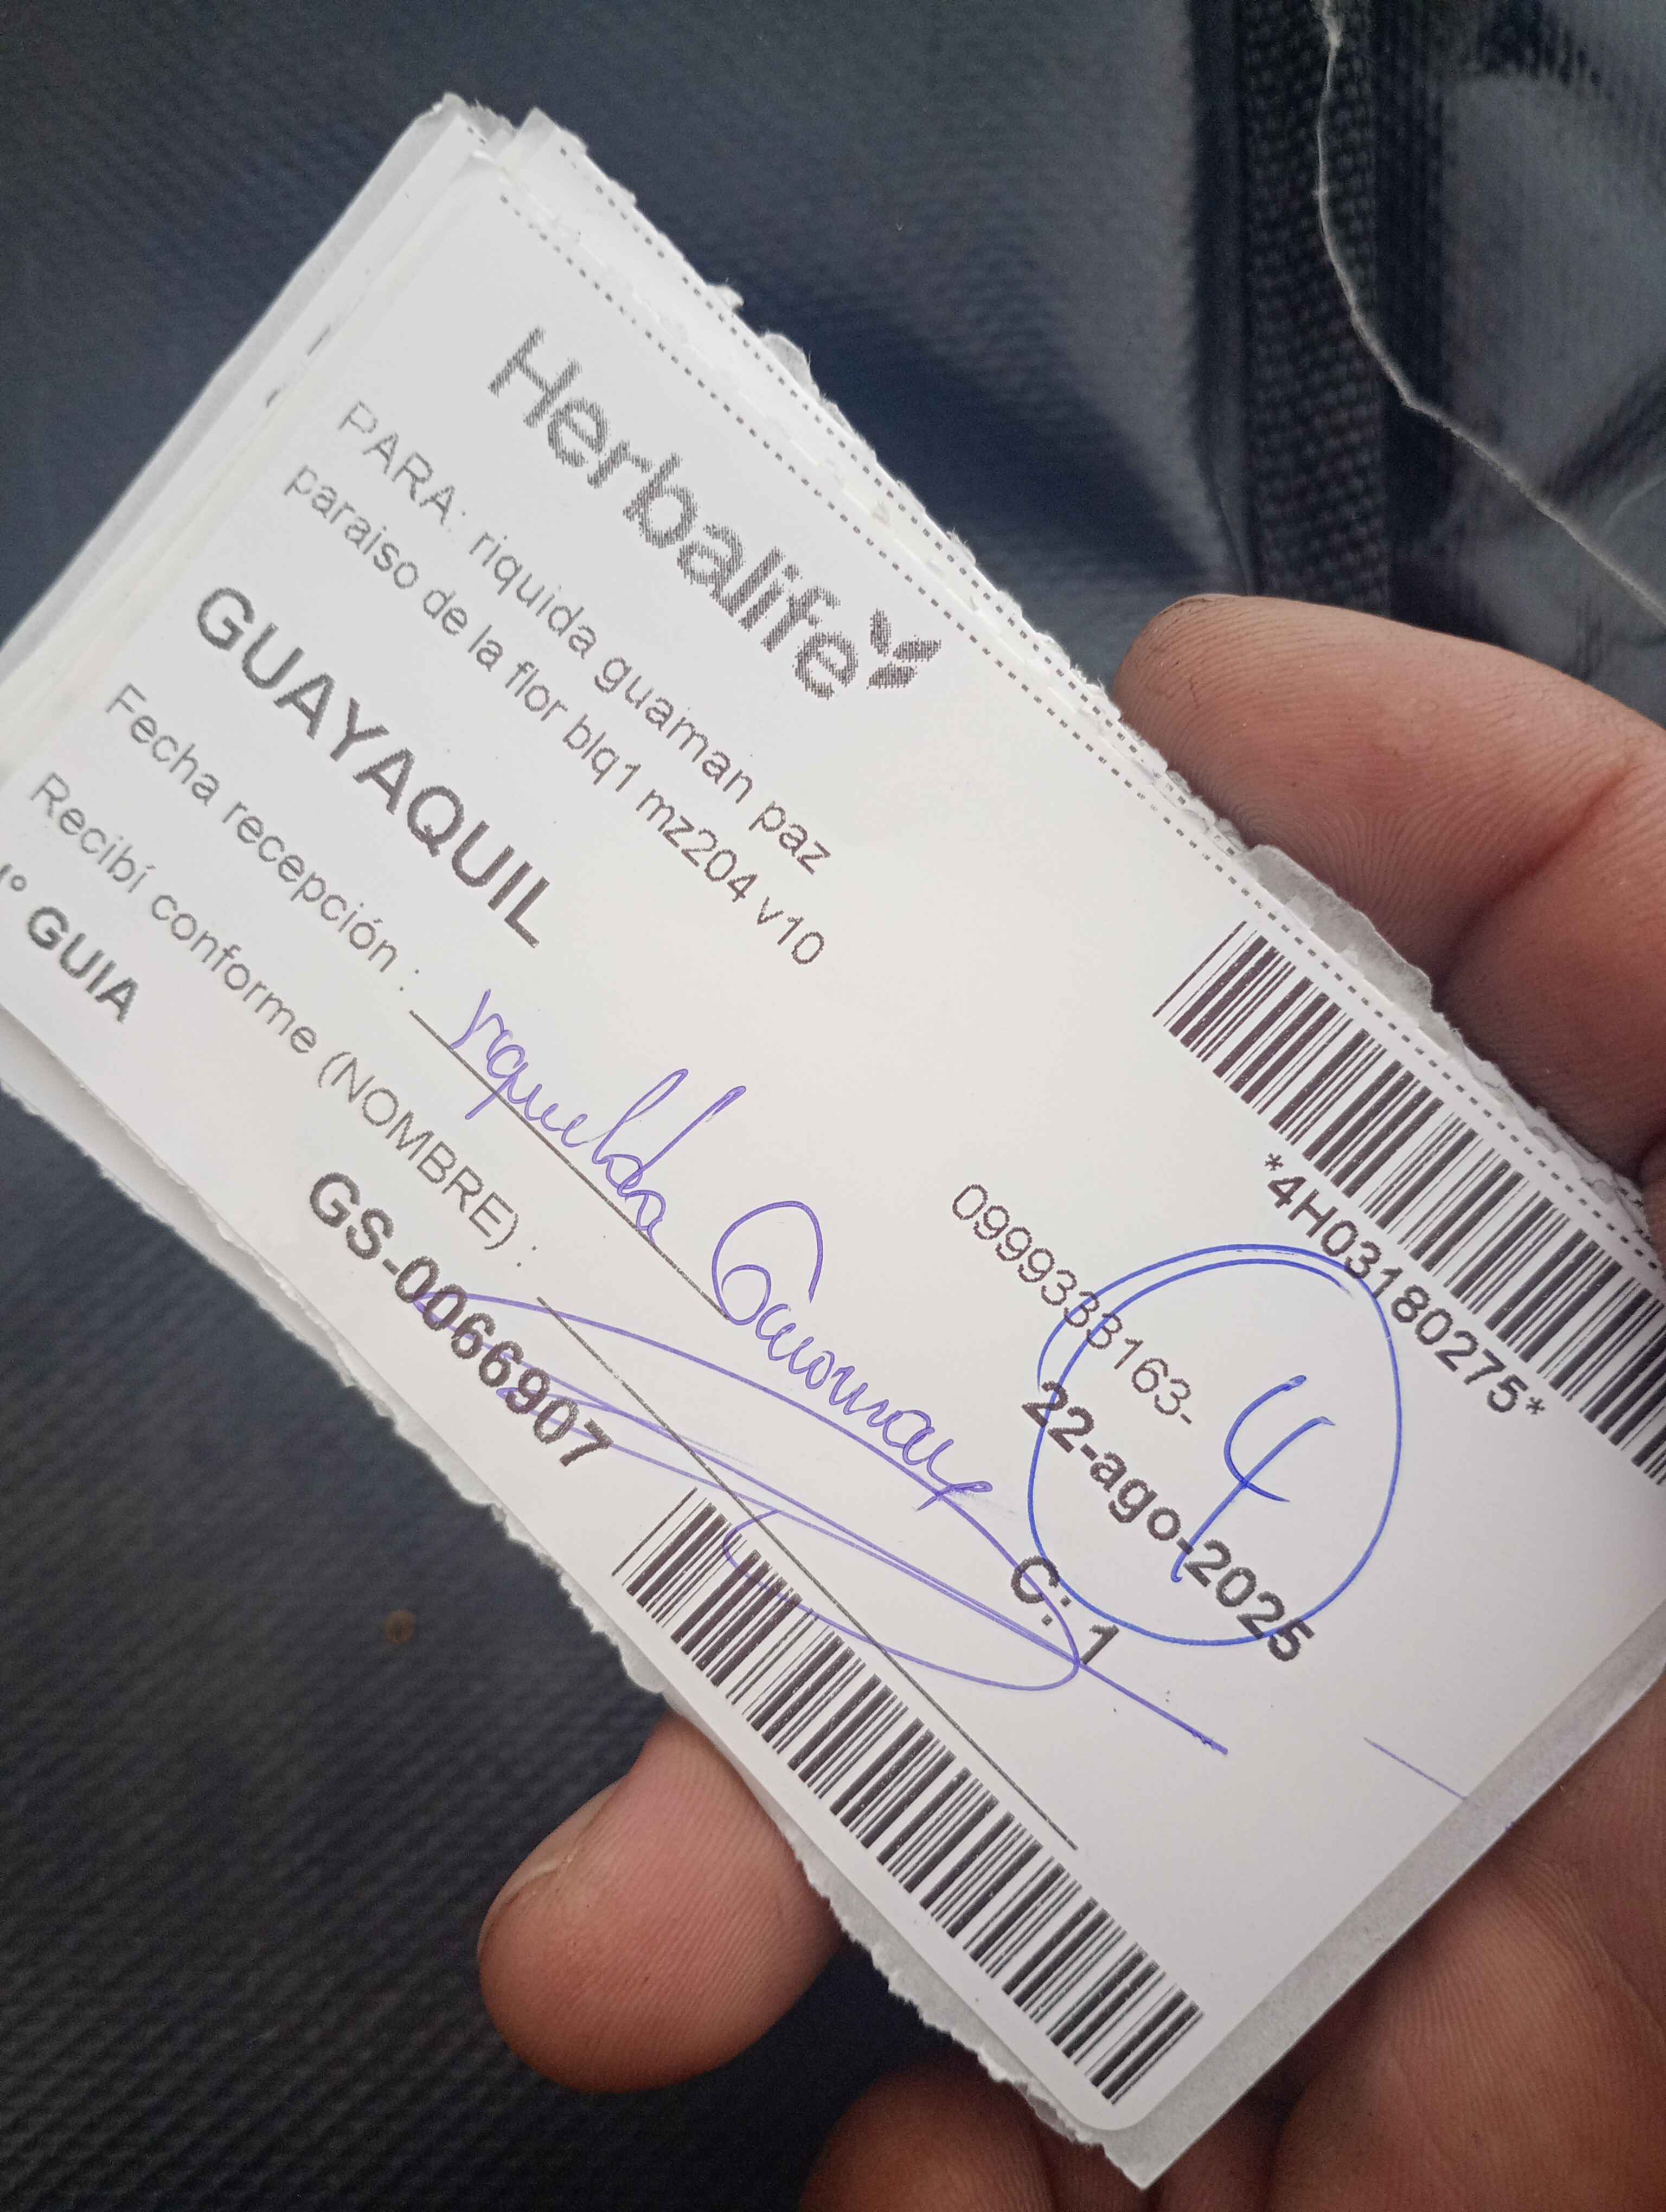 Herbalife
*4H03180275*
PARA: riquida guaman paz
paraiso de la flor blq1 mz204 v10
0999333163-
GUAYAQUIL
22-ago-2025
4
Fecha recepción :
C. 1
Recibí conforme (NOMBRE) :
° GUIA
GS-0066907